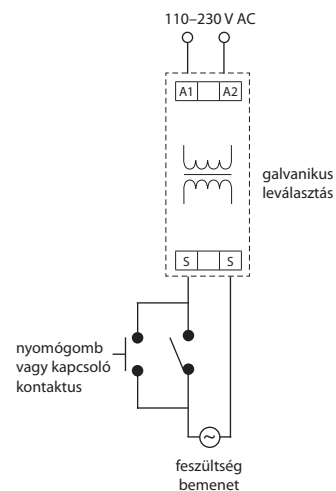 110–230 V AC
A1 A2
galvanikus
leválasztás
S S
nyomógomb
vagy kapcsoló
kontaktus
~
feszültség
bemenet